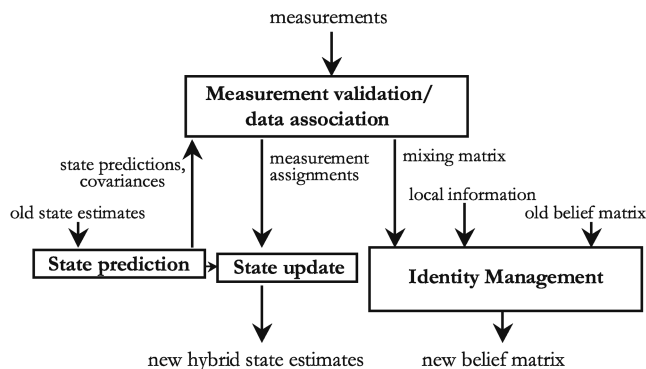 measurements
Measurement validation/
data association
state predictions,
covariances
measurement
assignments
mixing matrix
local information
old state estimates
old belief matrix
State prediction
State update
Identity Management
new hybrid state estimates
new belief matrix